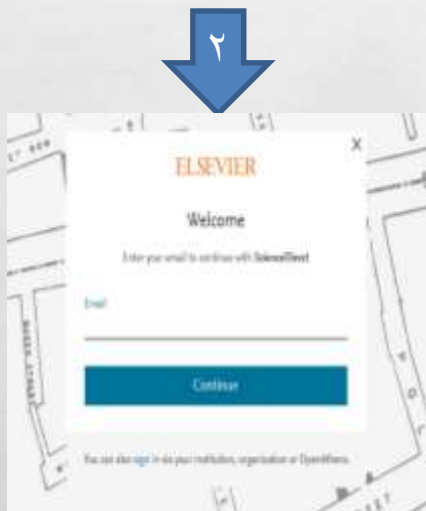 ٢
X
ELSEVIER
Welcome
Enter your email to continue with ScienceDirect
Email
Continue
You can also sign in via your institution, organisation or OpenAthens.